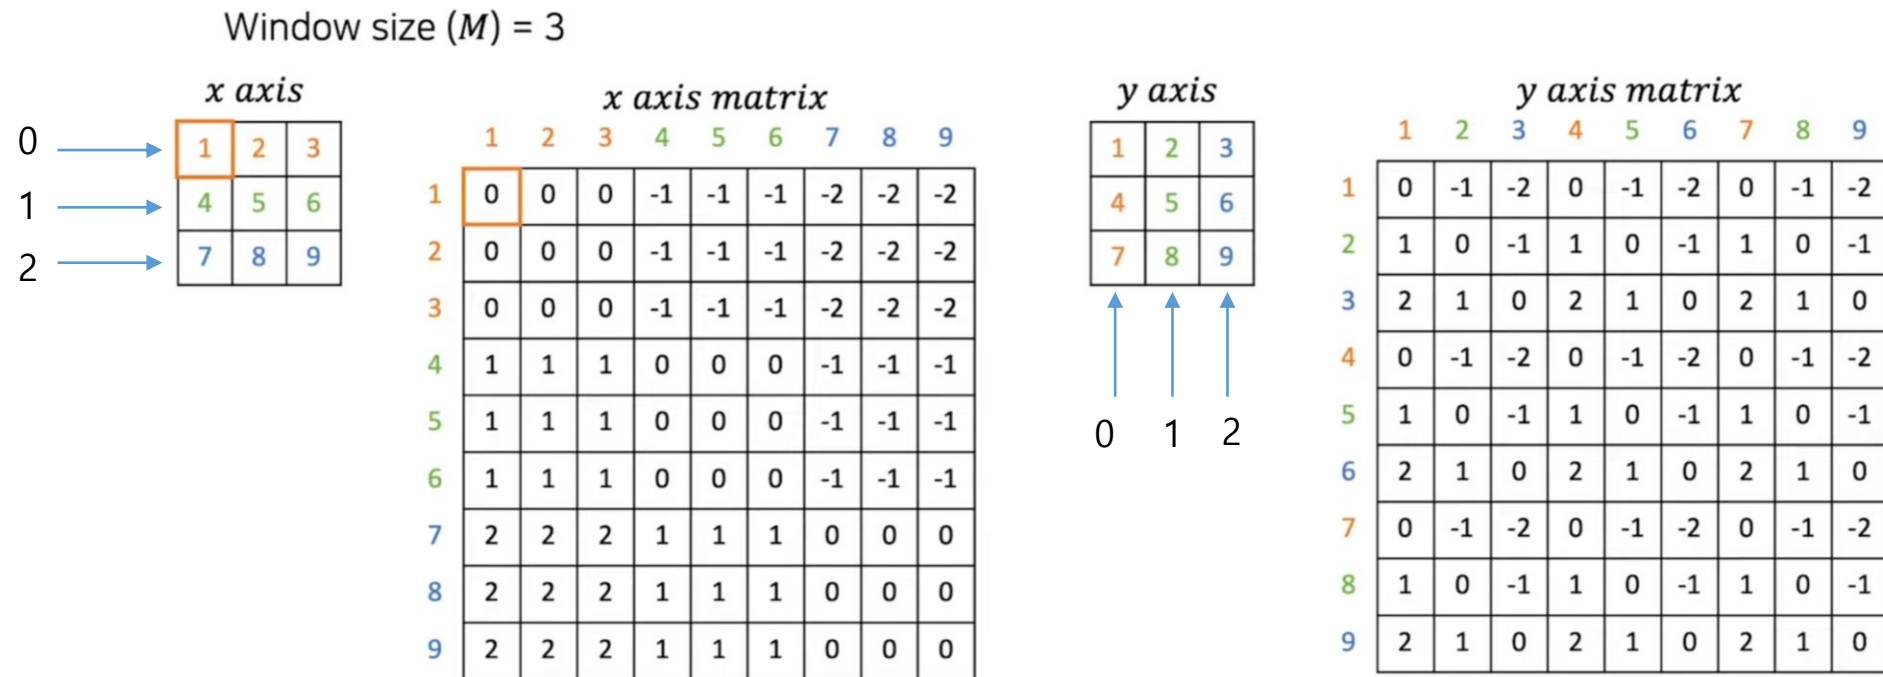 Window size (M) = 3
x axis
0 1 2 3
1 4 5 6
2 7 8 9
x axis matrix
1 2 3 4 5 6 7 8 9
1 0 0 0 -1 -1 -1 -2 -2 -2
2 0 0 0 -1 -1 -1 -2 -2 -2
3 0 0 0 -1 -1 -1 -2 -2 -2
4 1 1 1 0 0 0 -1 -1 -1
5 1 1 1 0 0 0 -1 -1 -1
6 1 1 1 0 0 0 -1 -1 -1
7 2 2 2 1 1 1 0 0 0
8 2 2 2 1 1 1 0 0 0
9 2 2 2 1 1 1 0 0 0
y axis
1 2 3
4 5 6
7 8 9
0 1 2
y axis matrix
1 2 3 4 5 6 7 8 9
1 0 -1 -2 0 -1 -2 0 -1 -2
2 1 0 -1 1 0 -1 1 0 -1
3 2 1 0 2 1 0 2 1 0
4 0 -1 -2 0 -1 -2 0 -1 -2
5 1 0 -1 1 0 -1 1 0 -1
6 2 1 0 2 1 0 2 1 0
7 0 -1 -2 0 -1 -2 0 -1 -2
8 1 0 -1 1 0 -1 1 0 -1
9 2 1 0 2 1 0 2 1 0